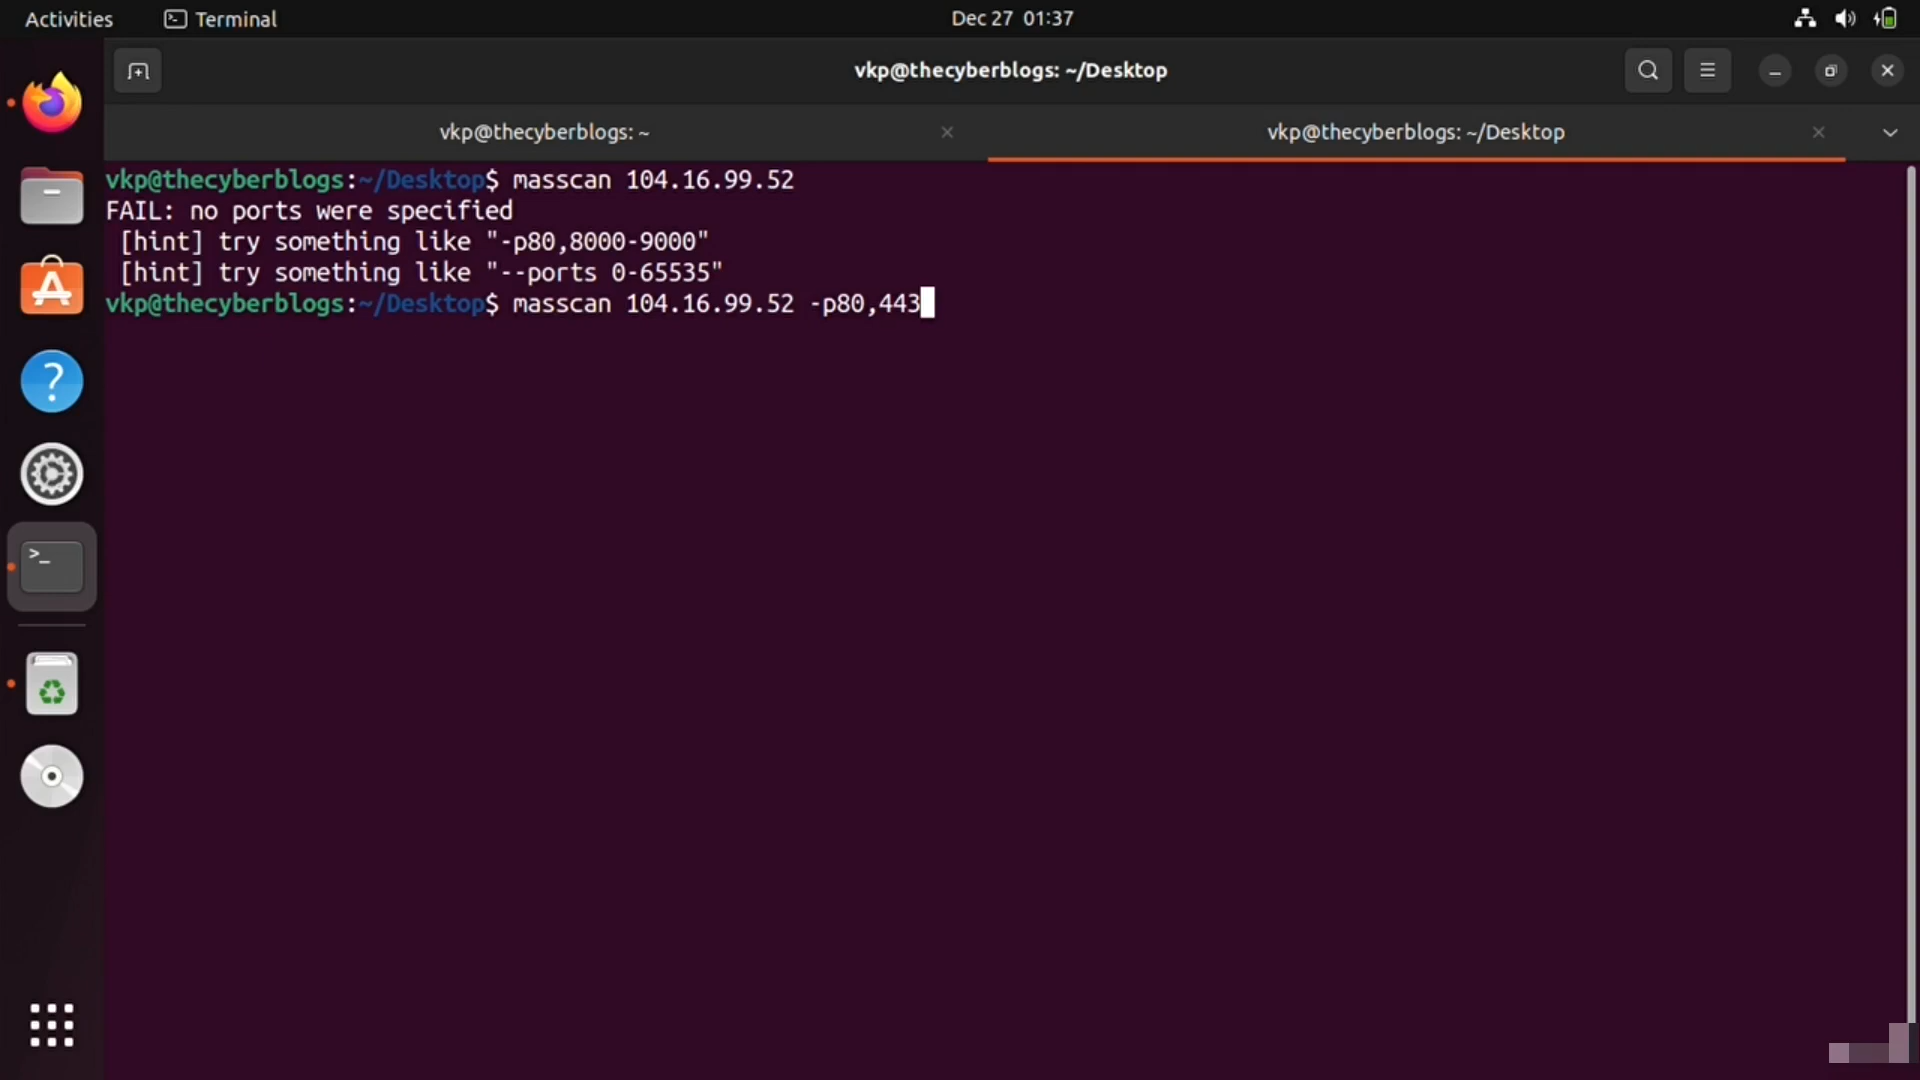 Activities Terminal Dec 27 01:37
vkp@thecyberblogs: ~/Desktop
vkp@thecyberblogs: ~ vkp@thecyberblogs: ~/Desktop
vkp@thecyberblogs:~/Desktop$ masscan 104.16.99.52
FAIL: no ports were specified
[hint] try something like "-p80,8000-9000"
[hint] try something like "--ports 0-65535"
vkp@thecyberblogs:~/Desktop$ masscan 104.16.99.52 -p80,443